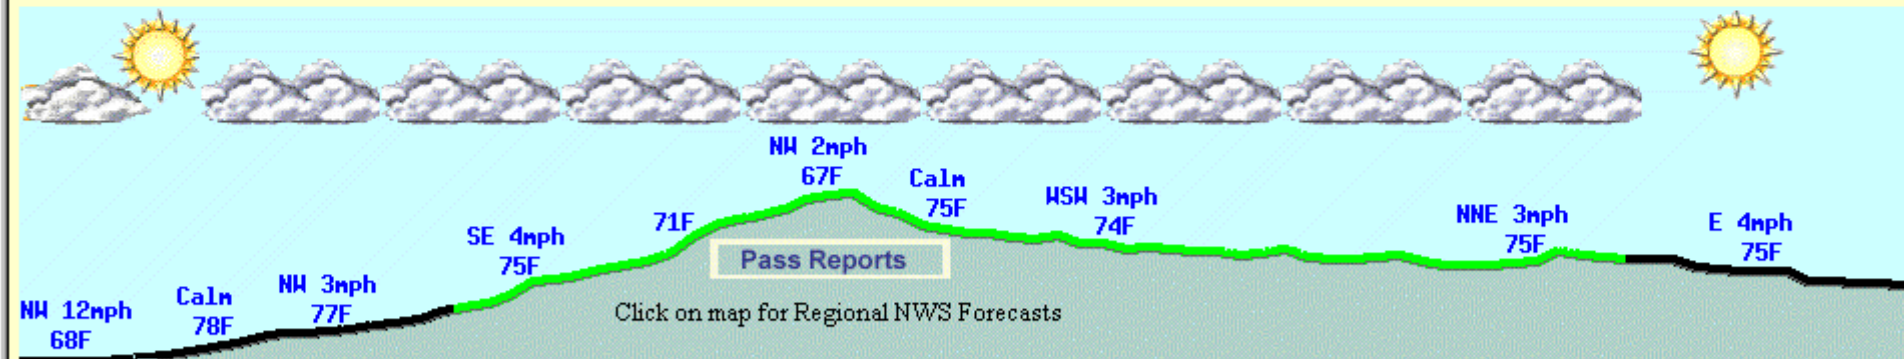 NW 2mph
67F
Calm
75F
WSW 3mph
74F
71F
NNE 3mph
75F
E 4mph
75F
SE 4mph
75F
Pass Reports
NW 3mph
77F
Calm
78F
NW 12mph
68F
Click on map for Regional NWS Forecasts